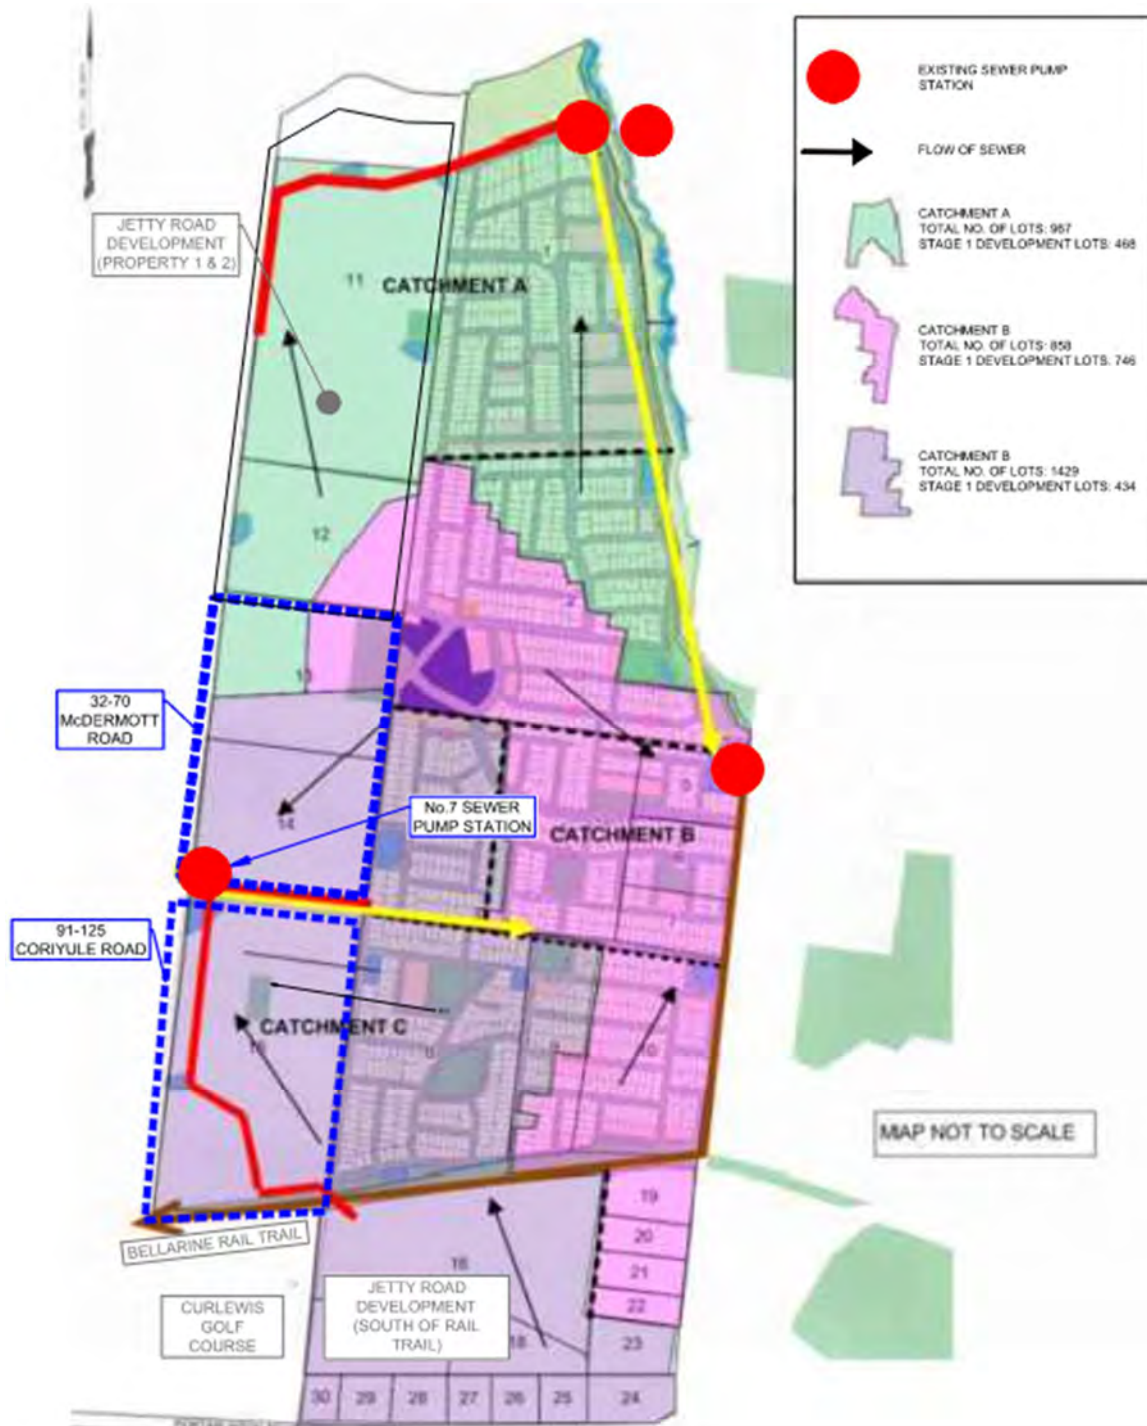 EXISTING SEWER PUMP
STATION
FLOW OF SEWER
CATCHMENT A
TOTAL NO. OF LOTS: 967
STAGE 1 DEVELOPMENT LOTS: 468
CATCHMENT B
TOTAL NO. OF LOTS: 858
STAGE 1 DEVELOPMENT LOTS: 746
CATCHMENT B
TOTAL NO. OF LOTS: 1429
STAGE 1 DEVELOPMENT LOTS: 434
JETTY ROAD
DEVELOPMENT
(PROPERTY 1 & 2)
1
11
CATCHMENT A
12
2
13
32-70
McDERMOTT
ROAD
14
No.7 SEWER
PUMP STATION
CATCHMENT B
91-125
CORIYULE ROAD
CATCHMENT C
10
MAP NOT TO SCALE
BELLARINE RAIL TRAIL
19
20
21
22
23
CURLEWIS
GOLF
COURSE
JETTY ROAD
DEVELOPMENT
(SOUTH OF RAIL
TRAIL)
18
30
29
28
27
26
25
24